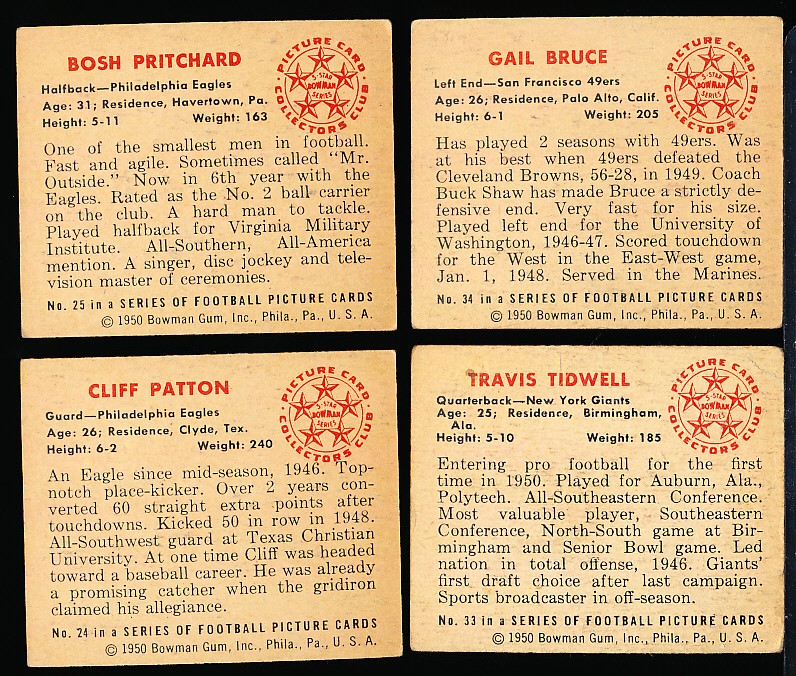 BOSH PRITCHARD
Halfback—Philadelphia Eagles
Age: 31; Residence, Havertown, Pa.
Height: 5-11 Weight: 163
PICTURE CARD
COLLECTORS CLUB
5-STAR
BOWMAN
SERIES
One of the smallest men in football.
Fast and agile. Sometimes called "Mr.
Outside." Now in 6th year with the
Eagles. Rated as the No. 2 ball carrier
on the club. A hard man to tackle.
Played halfback for Virginia Military
Institute. All-Southern, All-America
mention. A singer, disc jockey and tele-
vision master of ceremonies.
No. 25 in a SERIES OF FOOTBALL PICTURE CARDS
© 1950 Bowman Gum, Inc., Phila., Pa., U. S. A.
GAIL BRUCE
Left End—San Francisco 49ers
Age: 26; Residence, Palo Alto, Calif.
Height: 6-1 Weight: 205
PICTURE CARD
COLLECTORS CLUB
5-STAR
BOWMAN
SERIES
Has played 2 seasons with 49ers. Was
at his best when 49ers defeated the
Cleveland Browns, 56-28, in 1949. Coach
Buck Shaw has made Bruce a strictly de-
fensive end. Very fast for his size.
Played left end for the University of
Washington, 1946-47. Scored touchdown
for the West in the East-West game,
Jan. 1, 1948. Served in the Marines.
No. 34 in a SERIES OF FOOTBALL PICTURE CARDS
© 1950 Bowman Gum, Inc., Phila., Pa., U. S. A.
CLIFF PATTON
Guard—Philadelphia Eagles
Age: 26; Residence, Clyde, Tex.
Height: 6-2 Weight: 240
PICTURE CARD
COLLECTORS CLUB
5-STAR
BOWMAN
SERIES
An Eagle since mid-season, 1946. Top-
notch place-kicker. Over 2 years con-
verted 60 straight extra points after
touchdowns. Kicked 50 in row in 1948.
All-Southwest guard at Texas Christian
University. At one time Cliff was headed
toward a baseball career. He was already
a promising catcher when the gridiron
claimed his allegiance.
No. 24 in a SERIES OF FOOTBALL PICTURE CARDS
© 1950 Bowman Gum, Inc., Phila., Pa., U. S. A.
TRAVIS TIDWELL
Quarterback—New York Giants
Age: 25; Residence, Birmingham,
Ala.
Height: 5-10 Weight: 185
PICTURE CARD
COLLECTORS CLUB
5-STAR
BOWMAN
SERIES
Entering pro football for the first
time in 1950. Played for Auburn, Ala.,
Polytech. All-Southeastern Conference.
Most valuable player, Southeastern
Conference, North-South game at Bir-
mingham and Senior Bowl game. Led
nation in total offense, 1946. Giants'
first draft choice after last campaign.
Sports broadcaster in off-season.
No. 33 in a SERIES OF FOOTBALL PICTURE CARDS
© 1950 Bowman Gum, Inc., Phila., Pa., U. S. A.